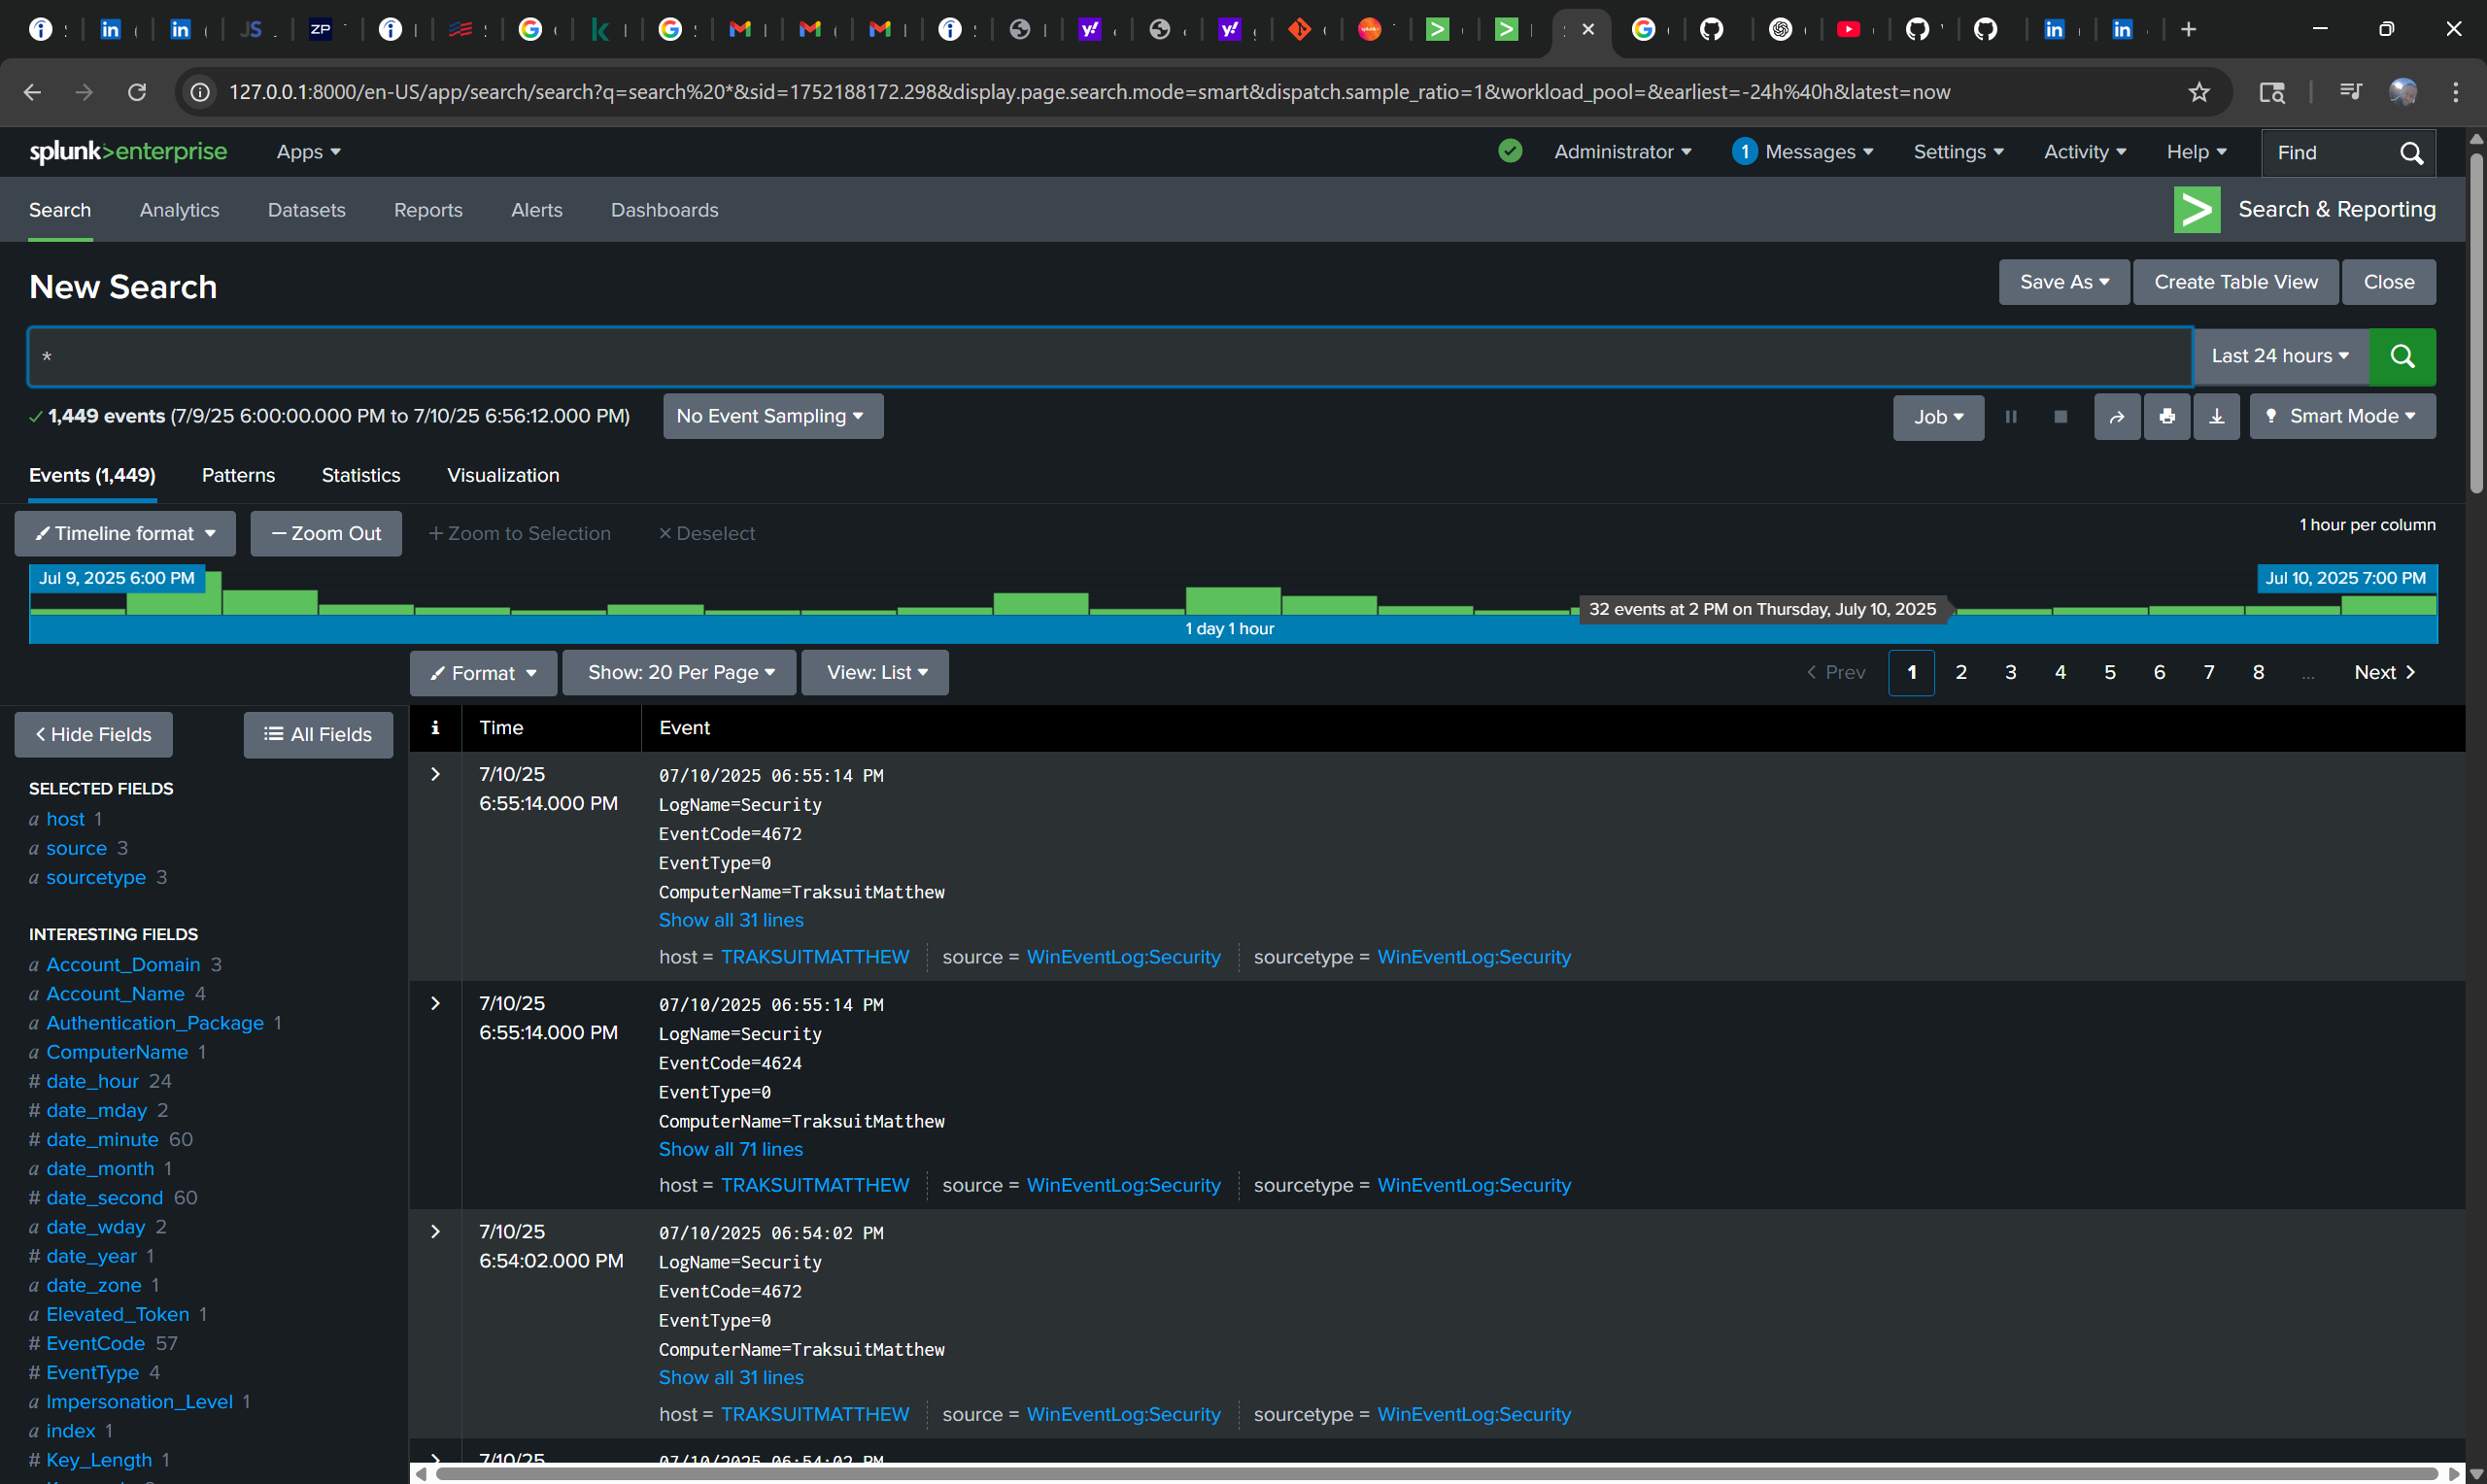 JS
ZP
127.0.0.1:8000/en-US/app/search/search?q=search%20*&sid=1752188172.298&display.page.search.mode=smart&dispatch.sample_ratio=1&workload_pool=&earliest=-24h%40h&latest=now
splunk>enterprise Apps Administrator 1 Messages Settings Activity Help Find
Search Analytics Datasets Reports Alerts Dashboards Search & Reporting
New Search Save As Create Table View Close
* Last 24 hours
1,449 events (7/9/25 6:00:00.000 PM to 7/10/25 6:56:12.000 PM) No Event Sampling Job Smart Mode
Events (1,449) Patterns Statistics Visualization
Timeline format — Zoom Out + Zoom to Selection × Deselect 1 hour per column
Jul 9, 2025 6:00 PM Jul 10, 2025 7:00 PM
32 events at 2 PM on Thursday, July 10, 2025
1 day 1 hour
Format Show: 20 Per Page View: List < Prev 1 2 3 4 5 6 7 8 ... Next >
< Hide Fields All Fields
SELECTED FIELDS
a host 1
a source 3
a sourcetype 3
INTERESTING FIELDS
a Account_Domain 3
a Account_Name 4
a Authentication_Package 1
a ComputerName 1
# date_hour 24
# date_mday 2
# date_minute 60
a date_month 1
# date_second 60
a date_wday 2
# date_year 1
a date_zone 1
a Elevated_Token 1
# EventCode 57
# EventType 4
a Impersonation_Level 1
a index 1
# Key_Length 1
i Time Event
> 7/10/25
6:55:14.000 PM
07/10/2025 06:55:14 PM
LogName=Security
EventCode=4672
EventType=0
ComputerName=TraksuitMatthew
Show all 31 lines
host = TRAKSUITMATTHEW source = WinEventLog:Security sourcetype = WinEventLog:Security
> 7/10/25
6:55:14.000 PM
07/10/2025 06:55:14 PM
LogName=Security
EventCode=4624
EventType=0
ComputerName=TraksuitMatthew
Show all 71 lines
host = TRAKSUITMATTHEW source = WinEventLog:Security sourcetype = WinEventLog:Security
> 7/10/25
6:54:02.000 PM
07/10/2025 06:54:02 PM
LogName=Security
EventCode=4672
EventType=0
ComputerName=TraksuitMatthew
Show all 31 lines
host = TRAKSUITMATTHEW source = WinEventLog:Security sourcetype = WinEventLog:Security
> 7/10/25
07/10/2025 06:54:02 PM